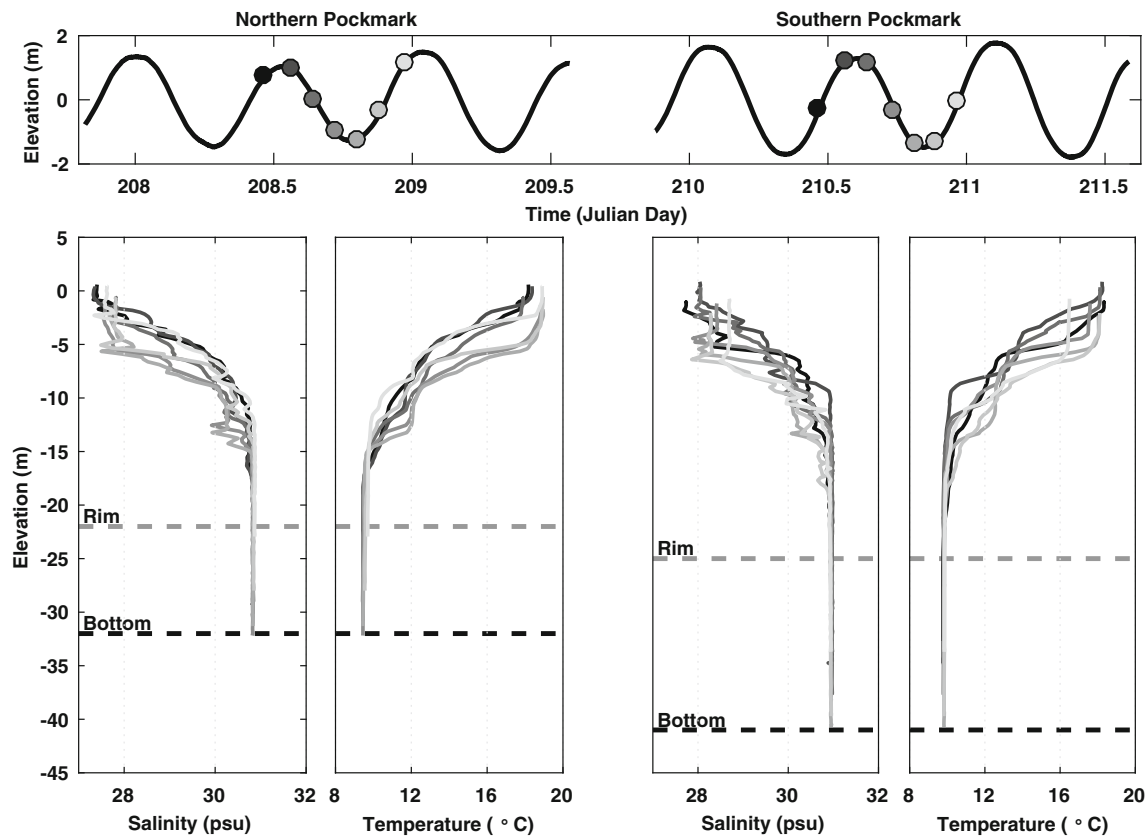 Northern Pockmark
Southern Pockmark
Elevation (m)
2
0
-2
208
208.5
209
209.5
210
210.5
211
211.5
Time (Julian Day)
Elevation (m)
5
0
-5
-10
-15
-20
-25
-30
-35
-40
-45
Rim
Bottom
28
30
32
Salinity (psu)
8
12
16
20
Temperature ( ° C)
Rim
Bottom
28
30
32
Salinity (psu)
8
12
16
20
Temperature ( ° C)